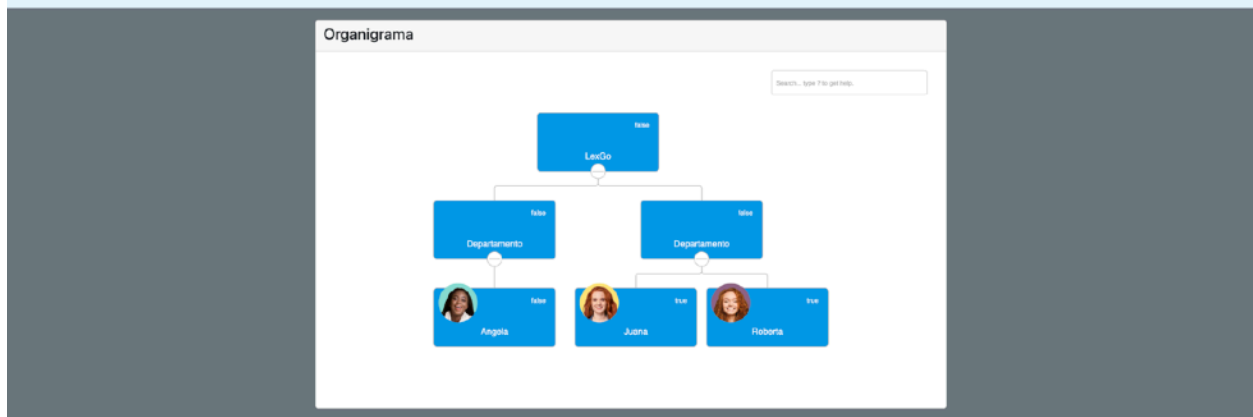 Organigrama
Search... type ? to get help.
false
LexGo
false
Departamento
false
Departamento
false
Angela
true
Juana
true
Roberta